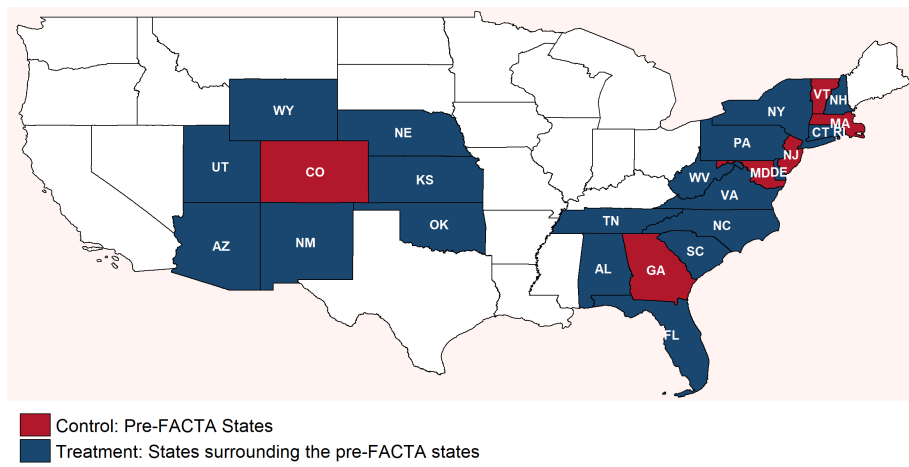 VT
NH
WY
NY
MA
NE
CT RI
PA
NJ
UT
CO
MD DE
KS
WV
VA
TN
OK
NC
AZ
NM
SC
AL
GA
FL
Control: Pre-FACTA States
Treatment: States surrounding the pre-FACTA states